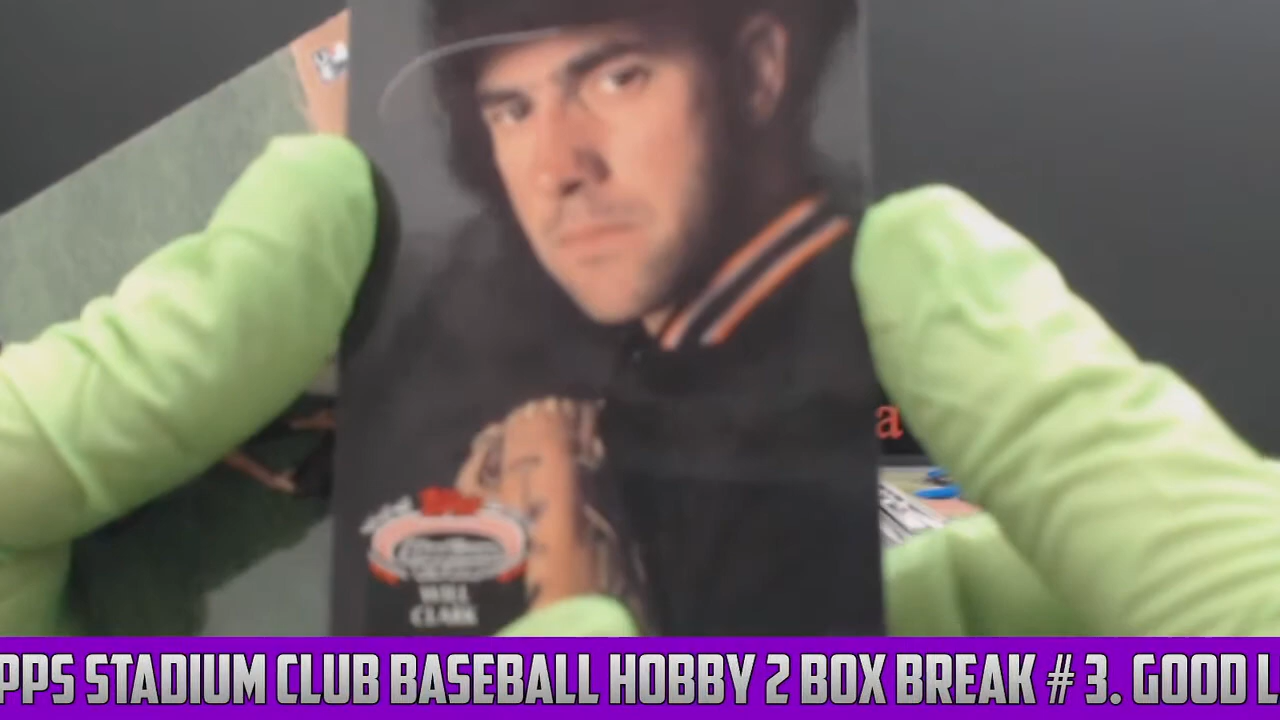 a
WILL
CLARK
PPS STADIUM CLUB BASEBALL HOBBY 2 BOX BREAK # 3. GOOD L